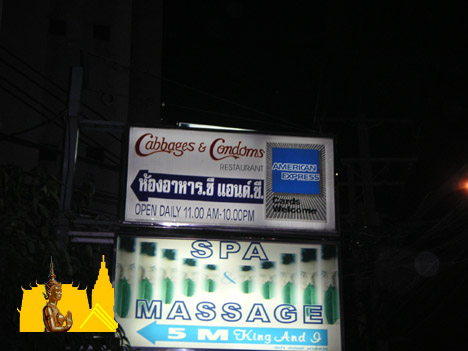 Cabbages & Condoms
RESTAURANT
ห้องอาหาร.ซี แอนด์.ซี
OPEN DAILY 11.00 AM-10.00PM
AMERICAN
EXPRESS
Cards
Welcome
SPA
&
MASSAGE
5 M King And I